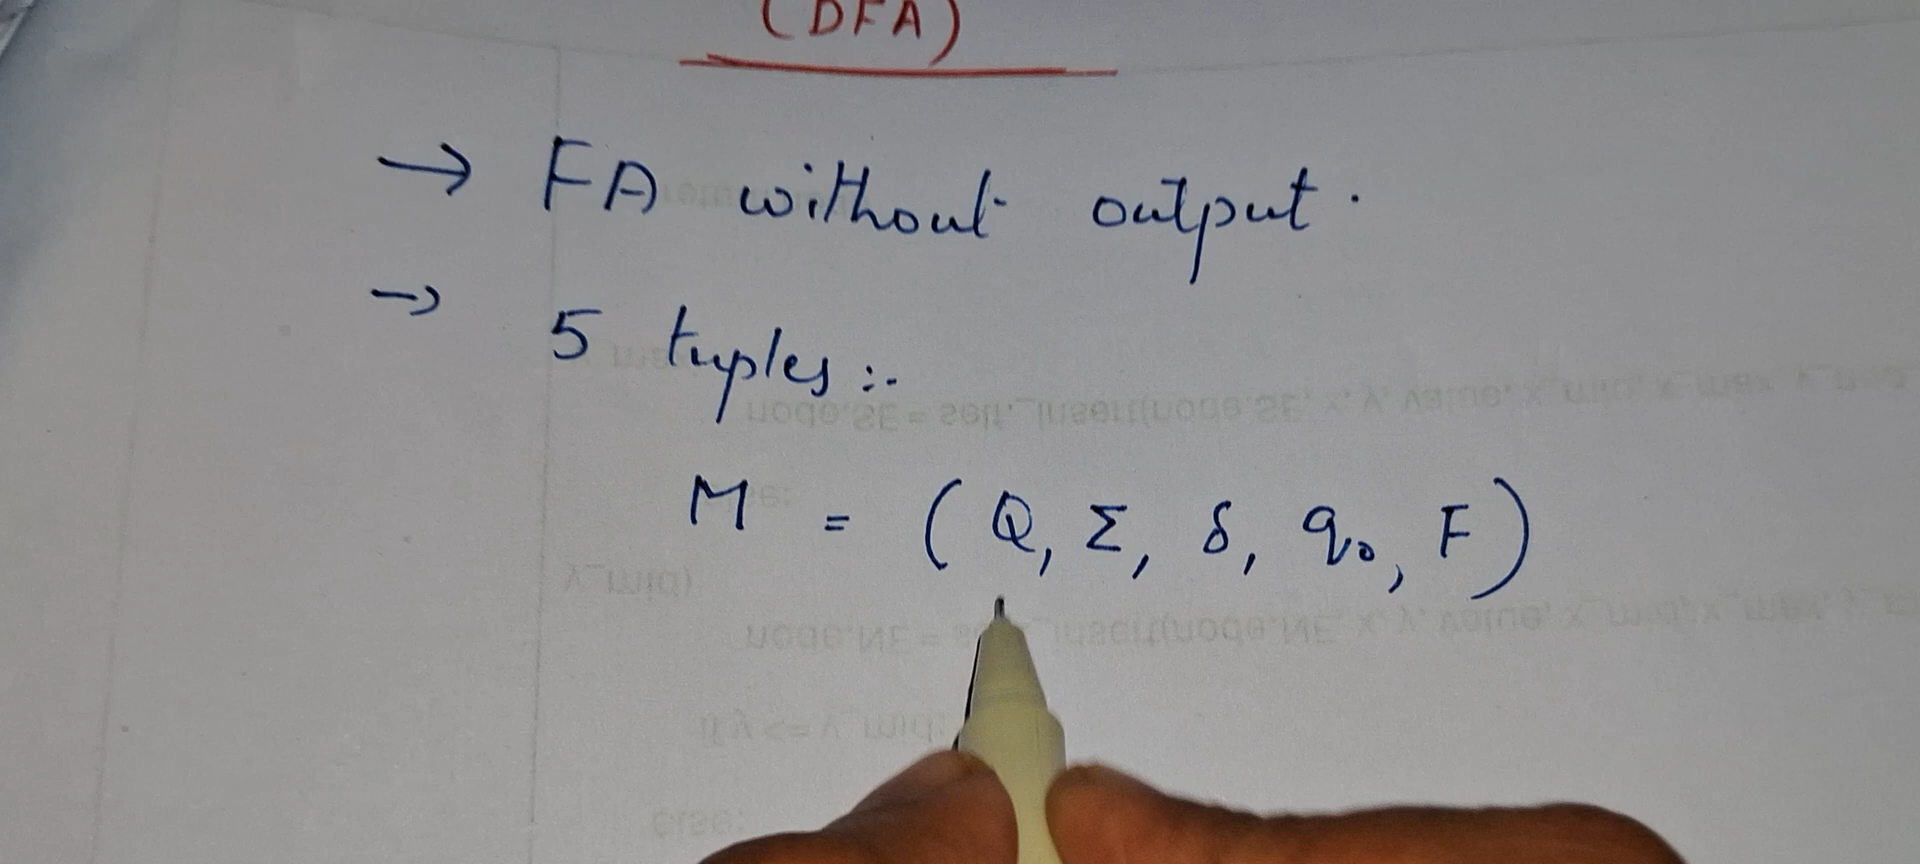 (DFA)
→ FA without output.
→ 5 tuples :-
M = (Q, Σ, δ, q₀, F)